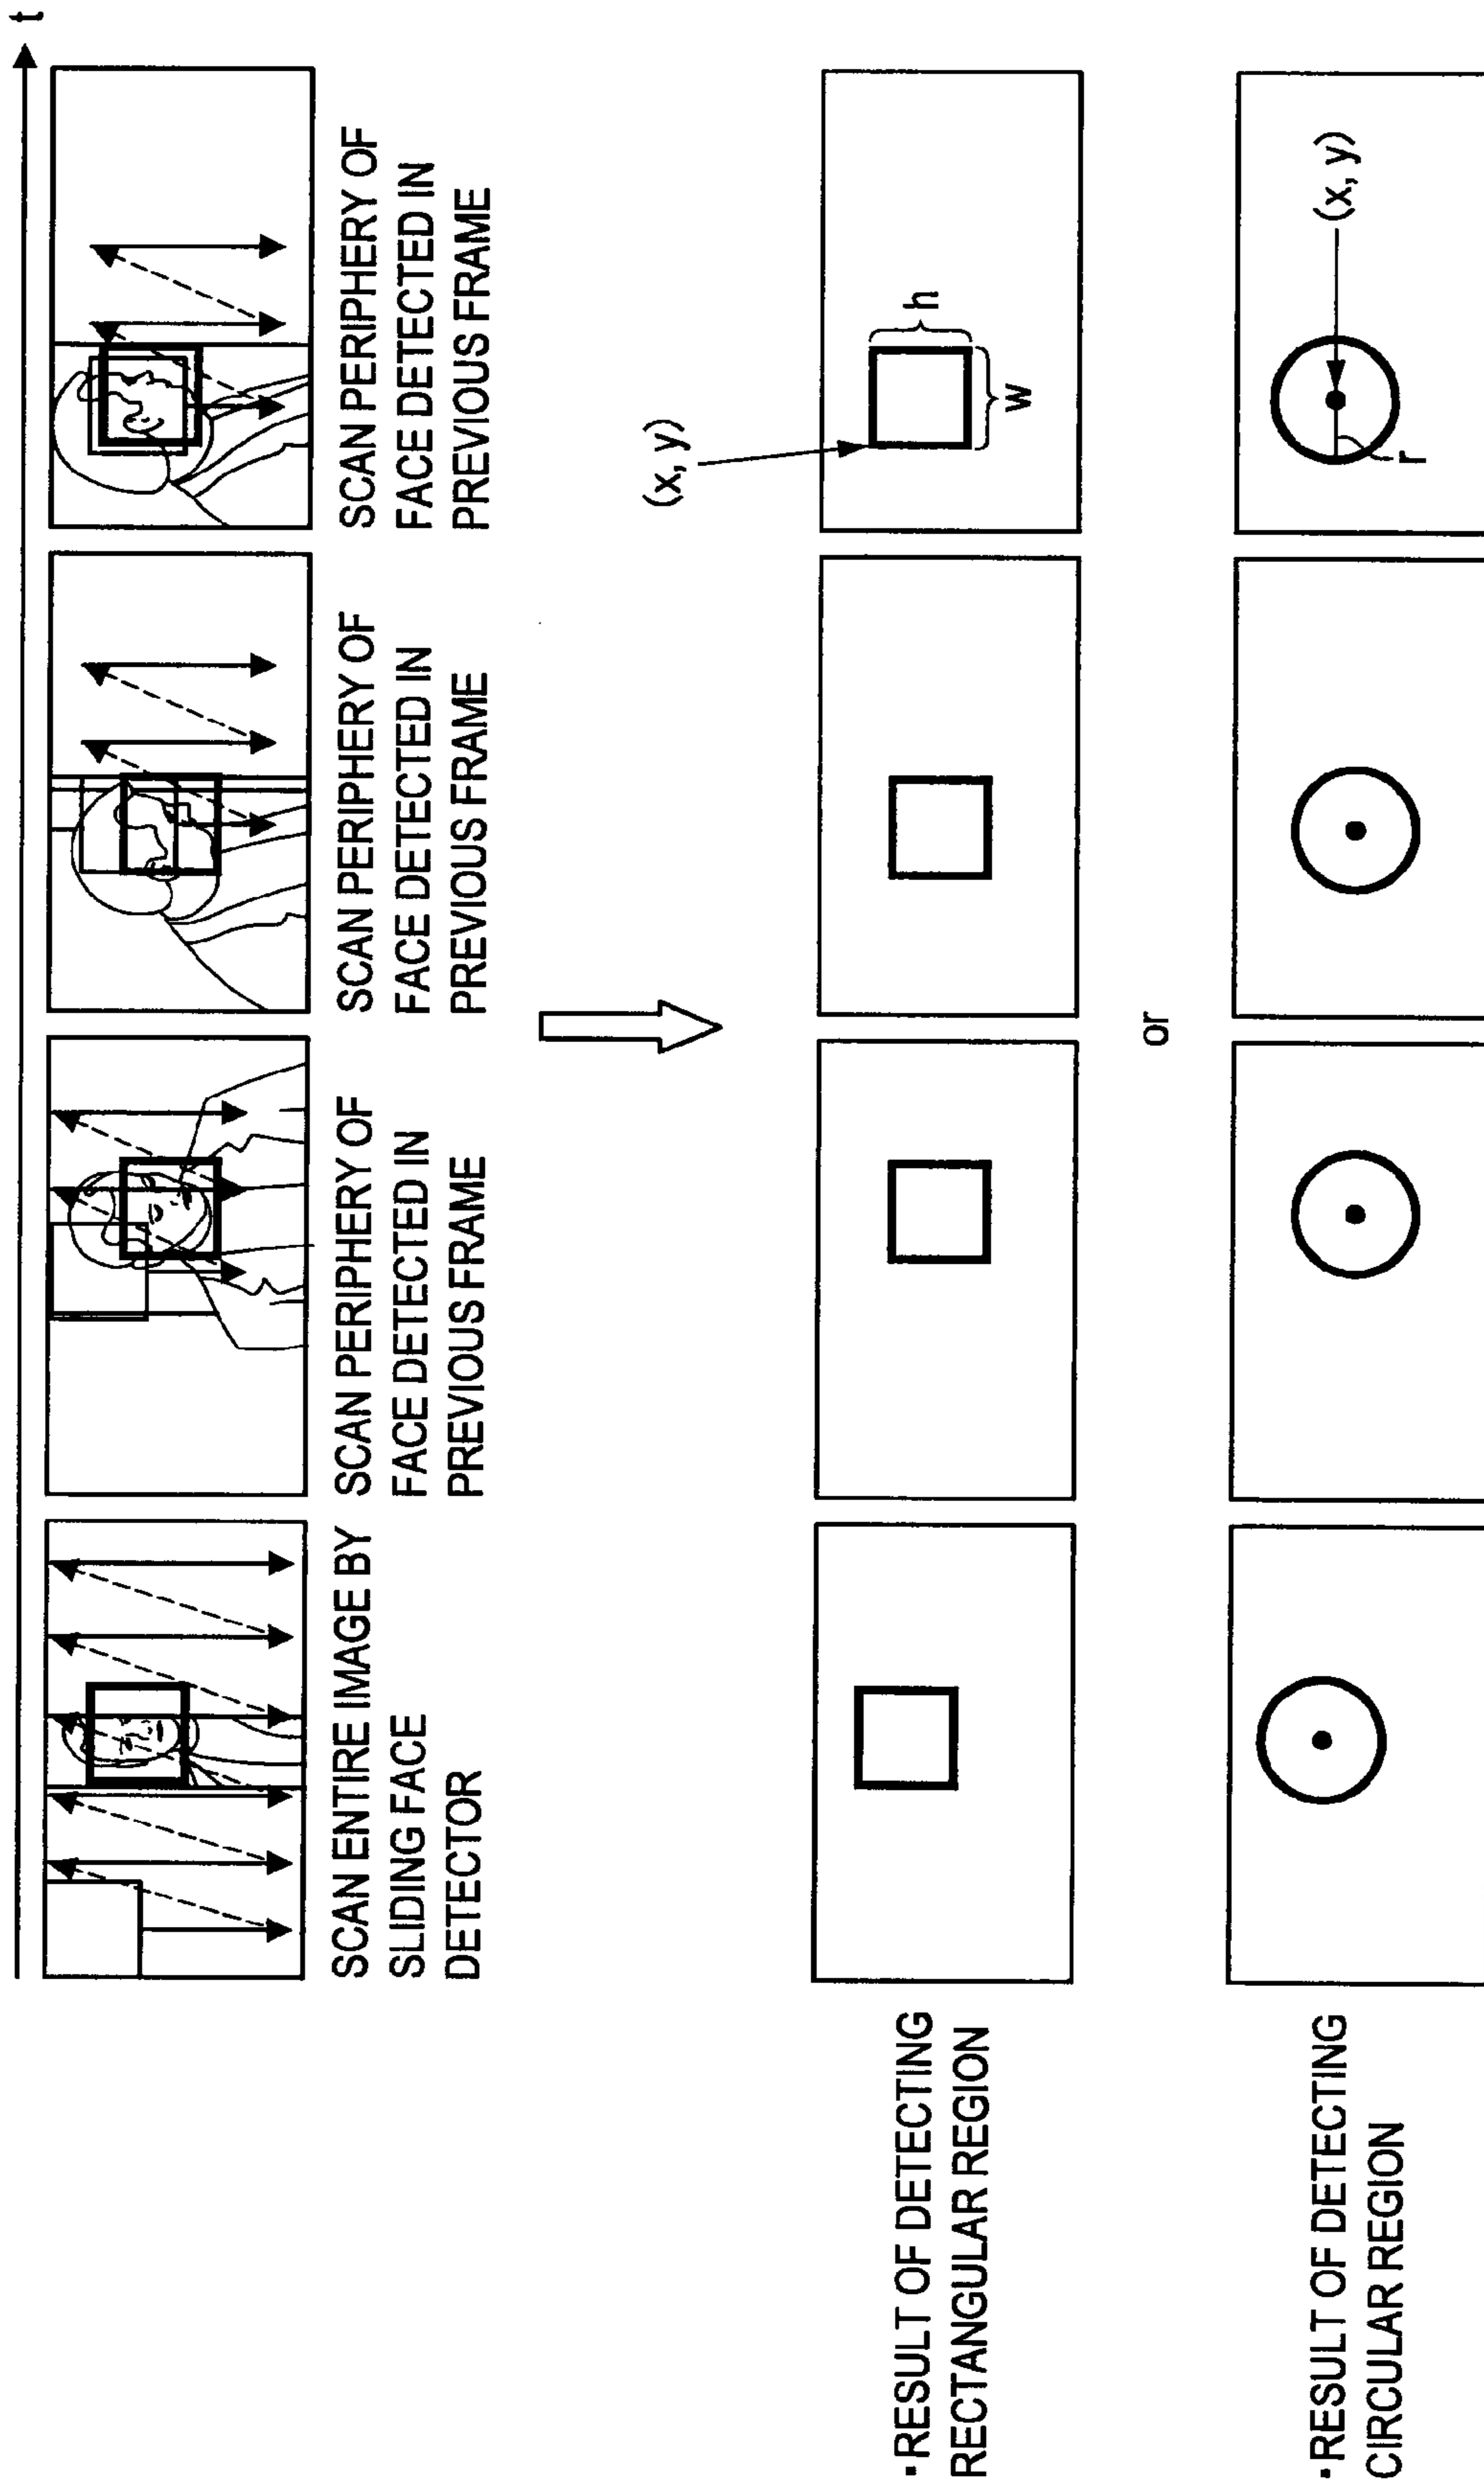 t
SCAN ENTIRE IMAGE BY
SLIDING FACE
DETECTOR
SCAN PERIPHERY OF
FACE DETECTED IN
PREVIOUS FRAME
SCAN PERIPHERY OF
FACE DETECTED IN
PREVIOUS FRAME
SCAN PERIPHERY OF
FACE DETECTED IN
PREVIOUS FRAME
·RESULT OF DETECTING
RECTANGULAR REGION
(x, y)
h
w
or
·RESULT OF DETECTING
CIRCULAR REGION
(x, y)
r